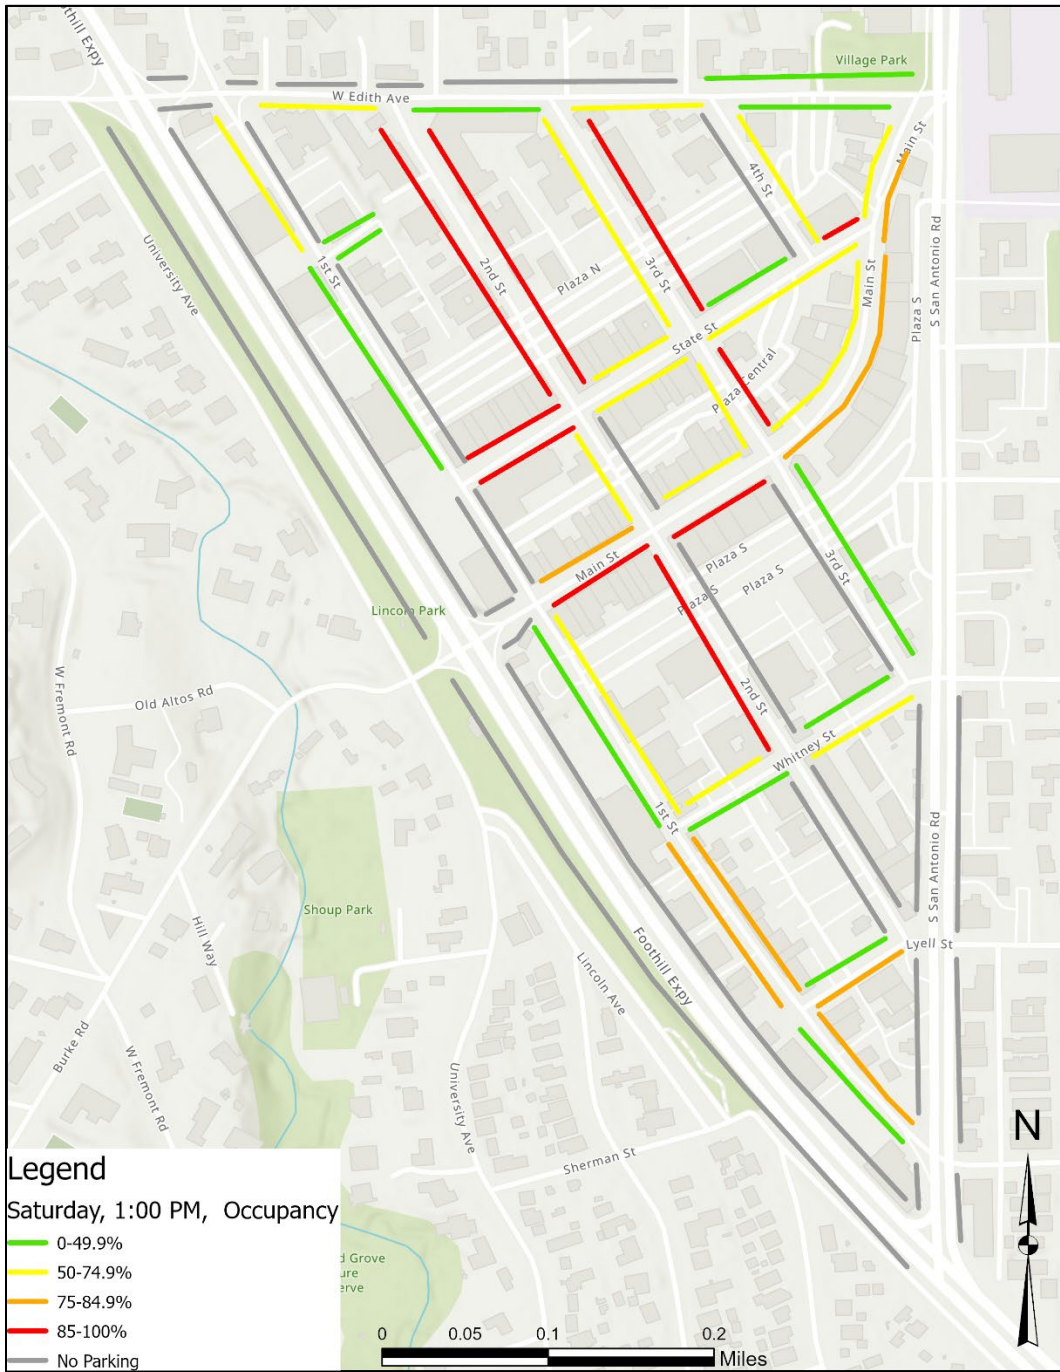 othill Expy
Village Park
W Edith Ave
Main St
4th St
University Ave
1st St
2nd St
Plaza N
3rd St
Main St
State St
Plaza S
S San Antonio Rd
Plaza Central
Main St
Plaza S
Plaza S
Plaza S
3rd St
Lincoln Park
W Fremont Rd
Old Altos Rd
2nd St
Whitney St
1st St
S San Antonio Rd
Shoup Park
Hill Way
Foothill Expy
Lyell St
Lincoln Ave
Burke Rd
W Fremont Rd
University Ave
Sherman St
N
Legend
Saturday, 1:00 PM, Occupancy
0-49.9%
50-74.9%
75-84.9%
85-100%
No Parking
d Grove
ure
erve
0 0.05 0.1 0.2
Miles